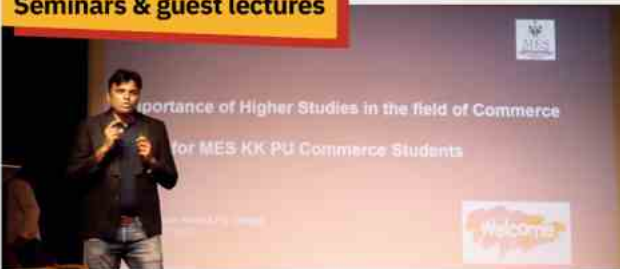 Seminars & guest lectures
MES
portance of Higher Studies in the field of Commerce
for MES KK PU Commerce Students
Welcome